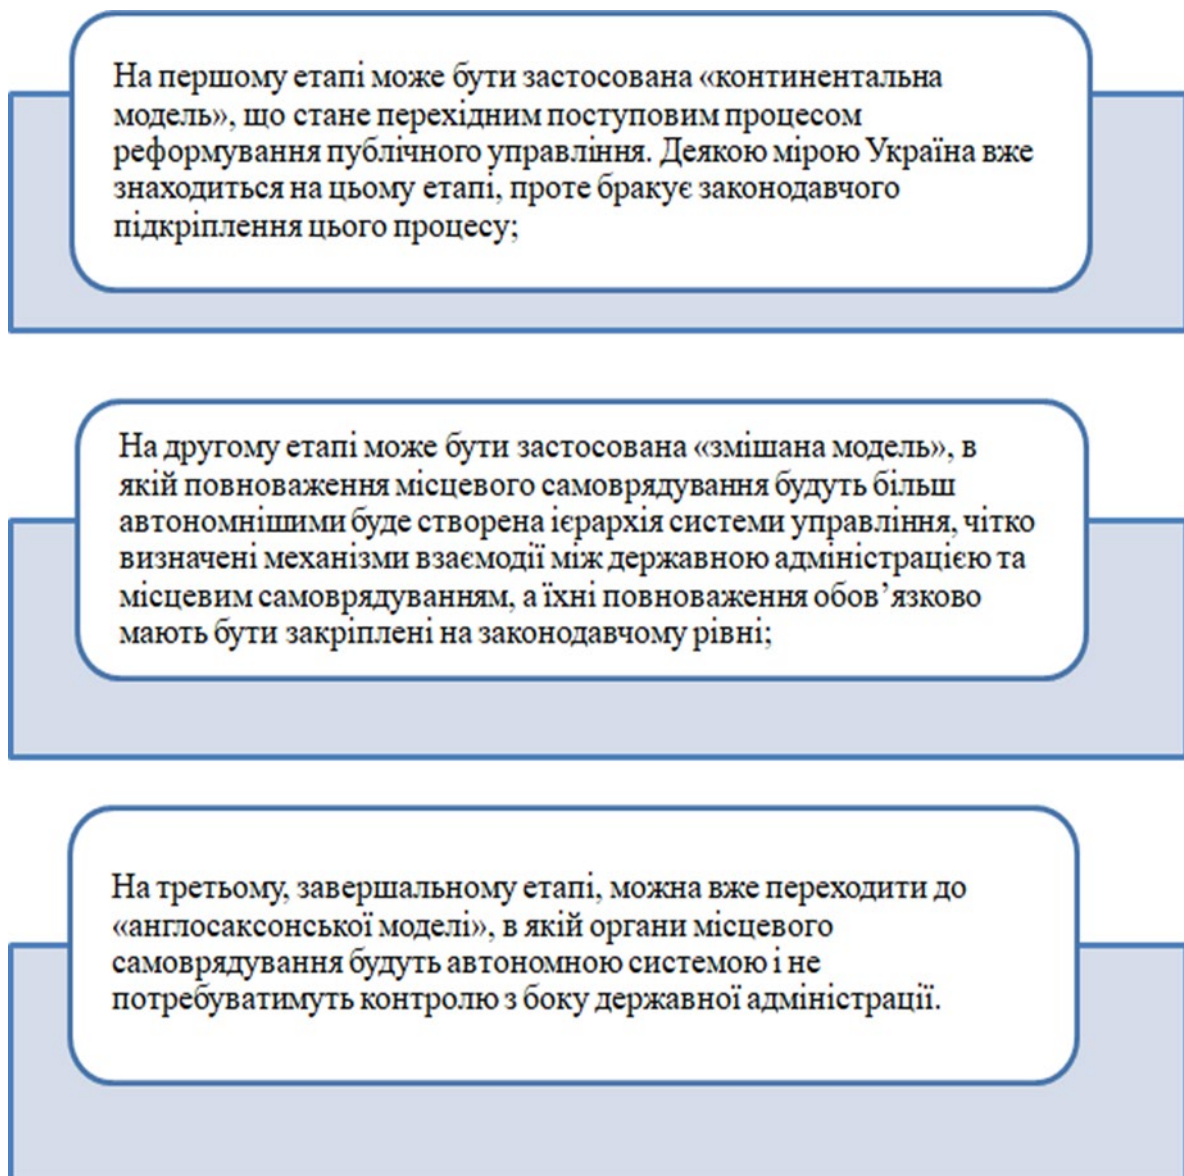 На першому етапі може бути застосована «континентальна
модель», що стане перехідним поступовим процесом
реформування публічного управління. Деякою мірою Україна вже
знаходиться на цьому етапі, проте бракує законодавчого
підкріплення цього процесу;
На другому етапі може бути застосована «змішана модель», в
якій повноваження місцевого самоврядування будуть більш
автономнішими буде створена ієрархія системи управління, чітко
визначені механізми взаємодії між державною адміністрацією та
місцевим самоврядуванням, а їхні повноваження обов’язково
мають бути закріплені на законодавчому рівні;
На третьому, завершальному етапі, можна вже переходити до
«англосаксонської моделі», в якій органи місцевого
самоврядування будуть автономною системою і не
потребуватимуть контролю з боку державної адміністрації.